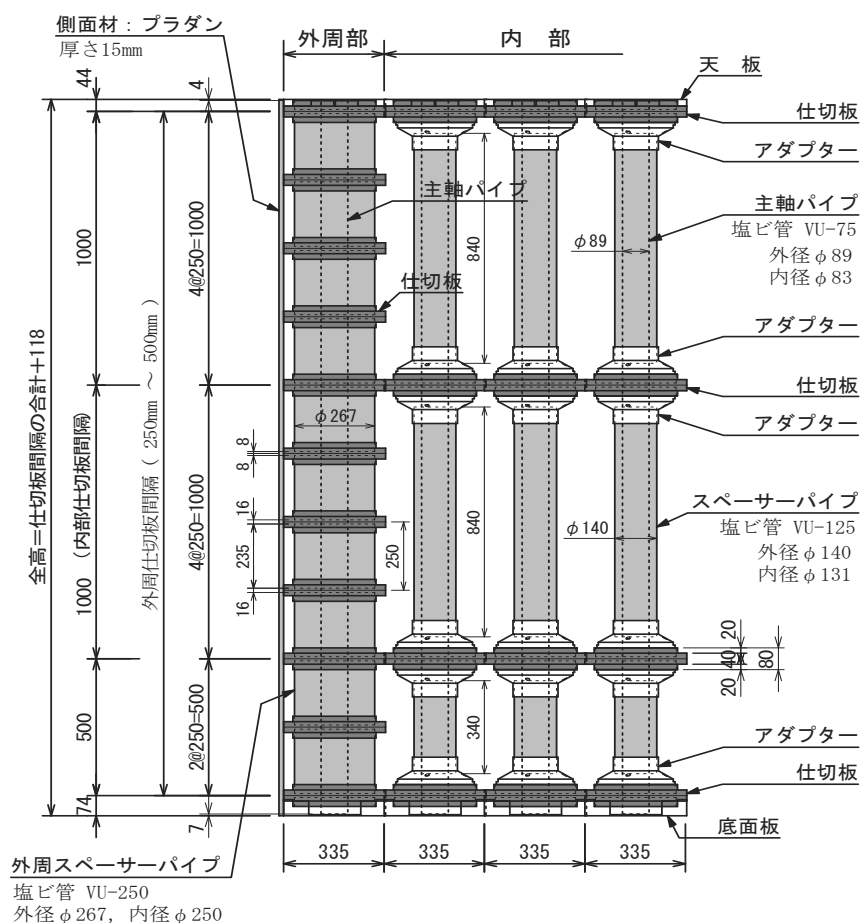 側面材：プラダン
厚さ15mm
外周部
内　部
天　板
仕切板
アダプター
主軸パイプ
塩ビ管 VU-75
外径φ89
内径φ83
アダプター
仕切板
アダプター
スペーサーパイプ
塩ビ管 VU-125
外径φ140
内径φ131
アダプター
仕切板
底面板
主軸パイプ
仕切板
44
4
1000
4@250=1000
840
φ89
全高＝仕切板間隔の合計+118
1000 (内部仕切板間隔)
外周仕切板間隔 ( 250mm ～ 500mm )
4@250=1000
φ267
8
8
16
235
16
250
840
φ140
20
40
20
80
500
2@250=500
340
74
7
335
335
335
335
外周スペーサーパイプ
塩ビ管 VU-250
外径φ267, 内径φ250